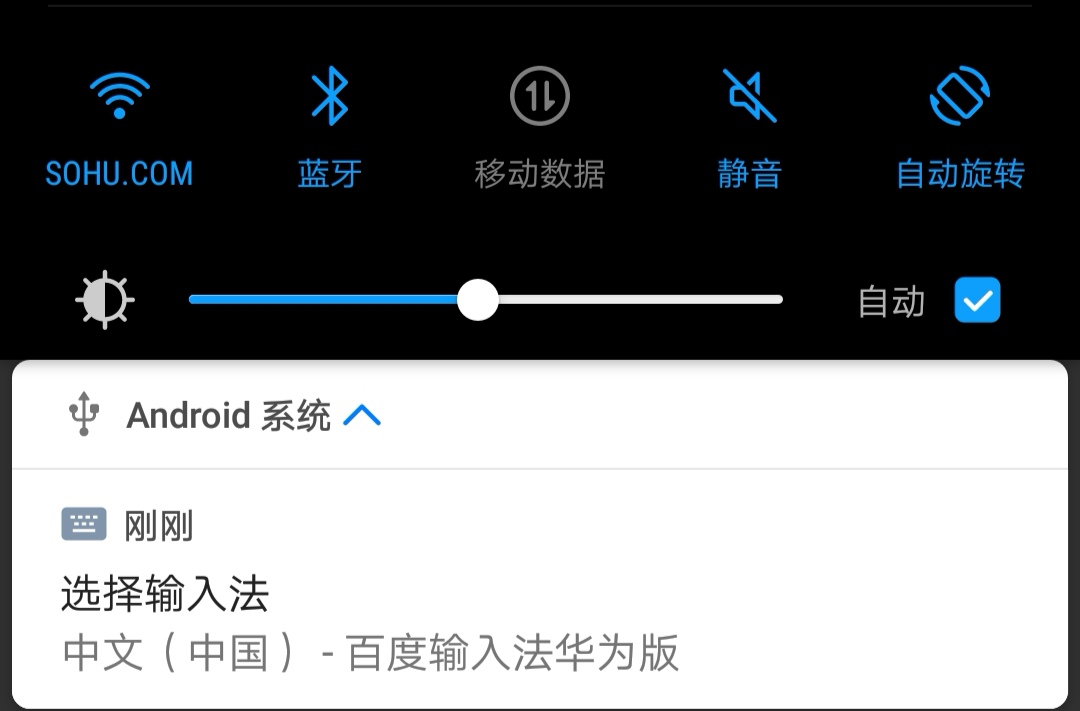 SOHU.COM 蓝牙 移动数据 静音 自动旋转
自动
Android 系统
刚刚
选择输入法
中文（中国） - 百度输入法华为版